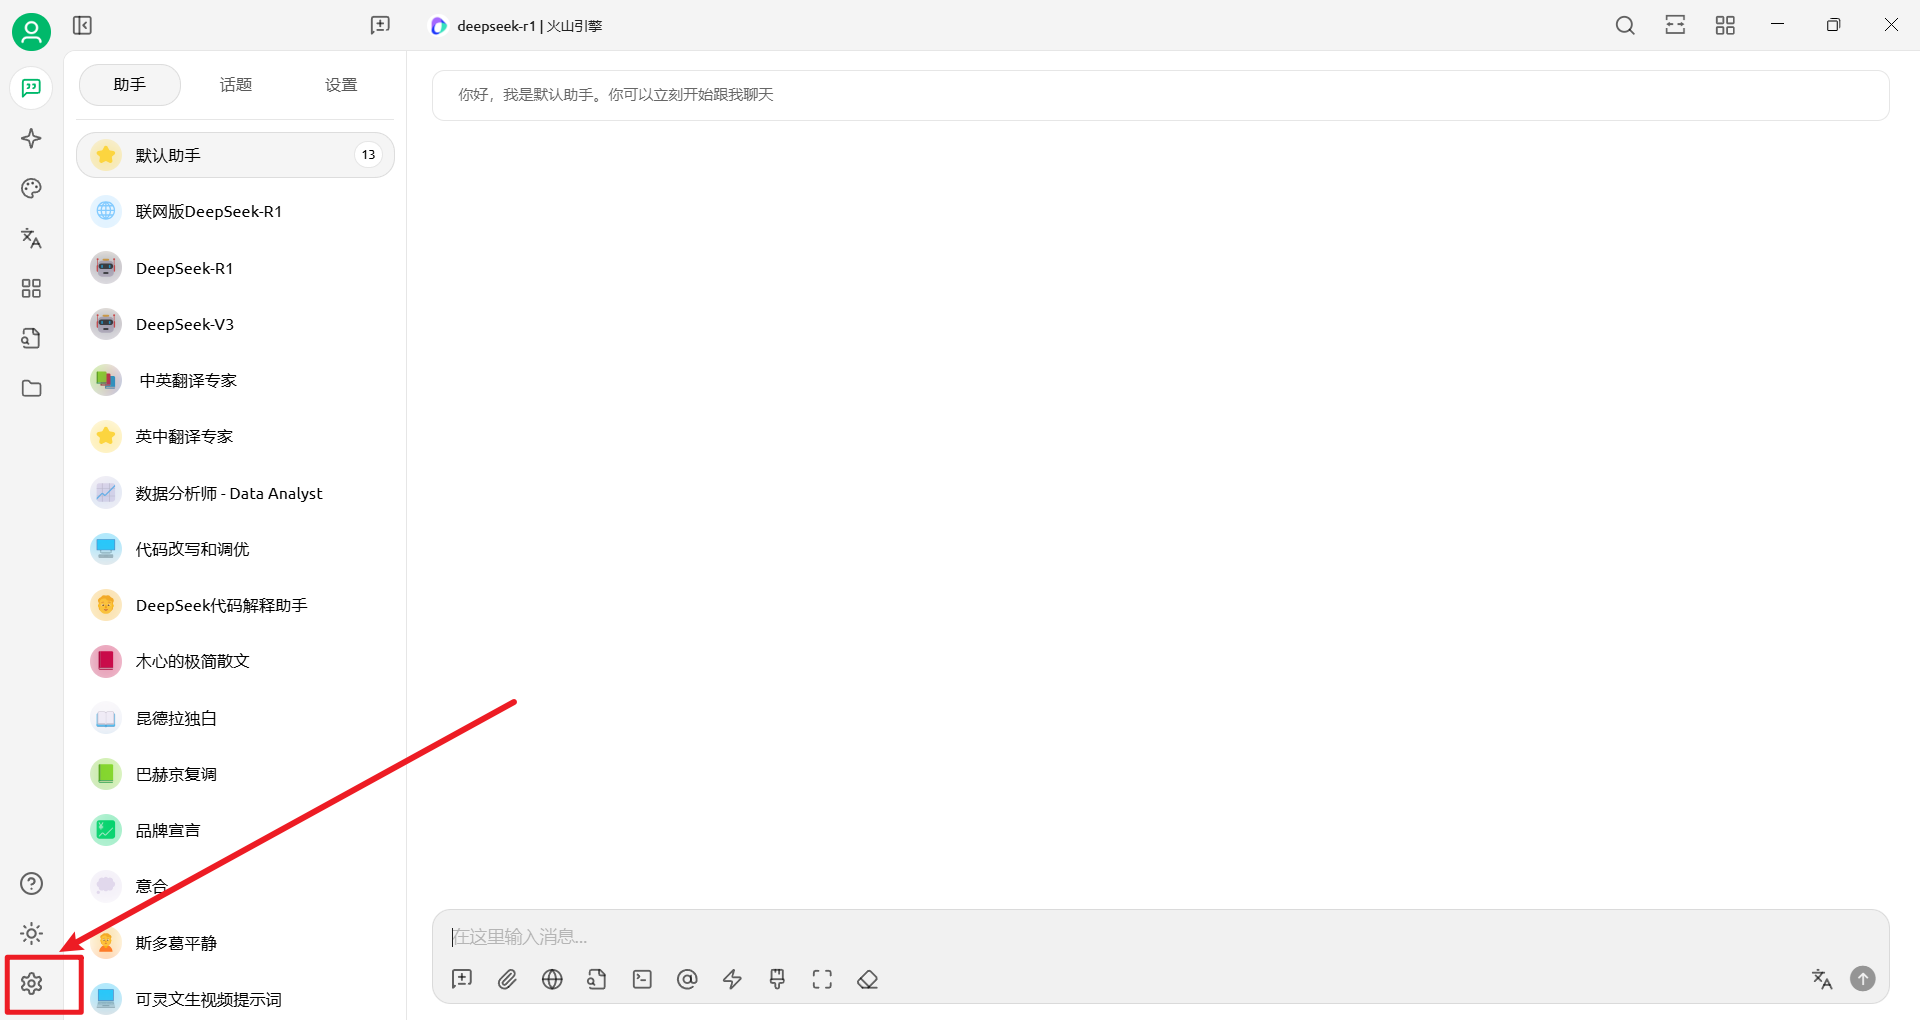 deepseek-r1 | 火山引擎
助手
话题
设置
默认助手
13
联网版DeepSeek-R1
DeepSeek-R1
DeepSeek-V3
中英翻译专家
英中翻译专家
数据分析师 - Data Analyst
代码改写和调优
DeepSeek代码解释助手
木心的极简散文
昆德拉独白
巴赫京复调
品牌宣言
意合
斯多葛平静
可灵文生视频提示词
你好，我是默认助手。你可以立刻开始跟我聊天
在这里输入消息...